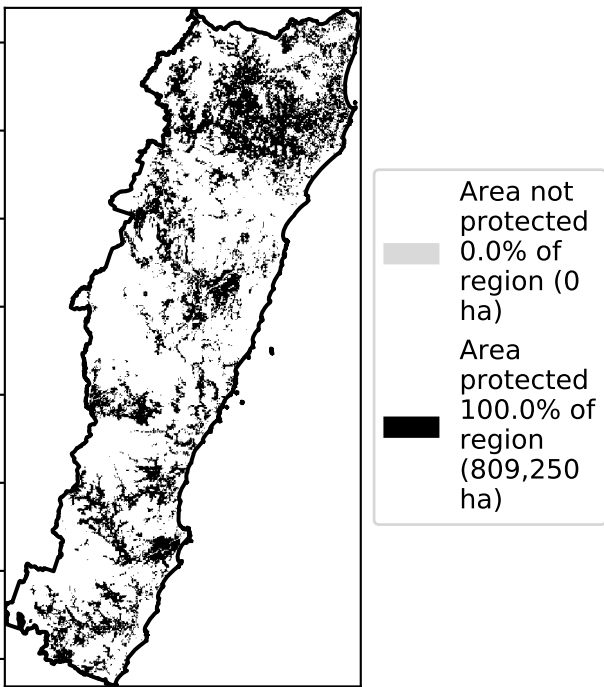 Area not
protected
0.0% of
region (0
ha)
Area
protected
100.0% of
region
(809,250
ha)